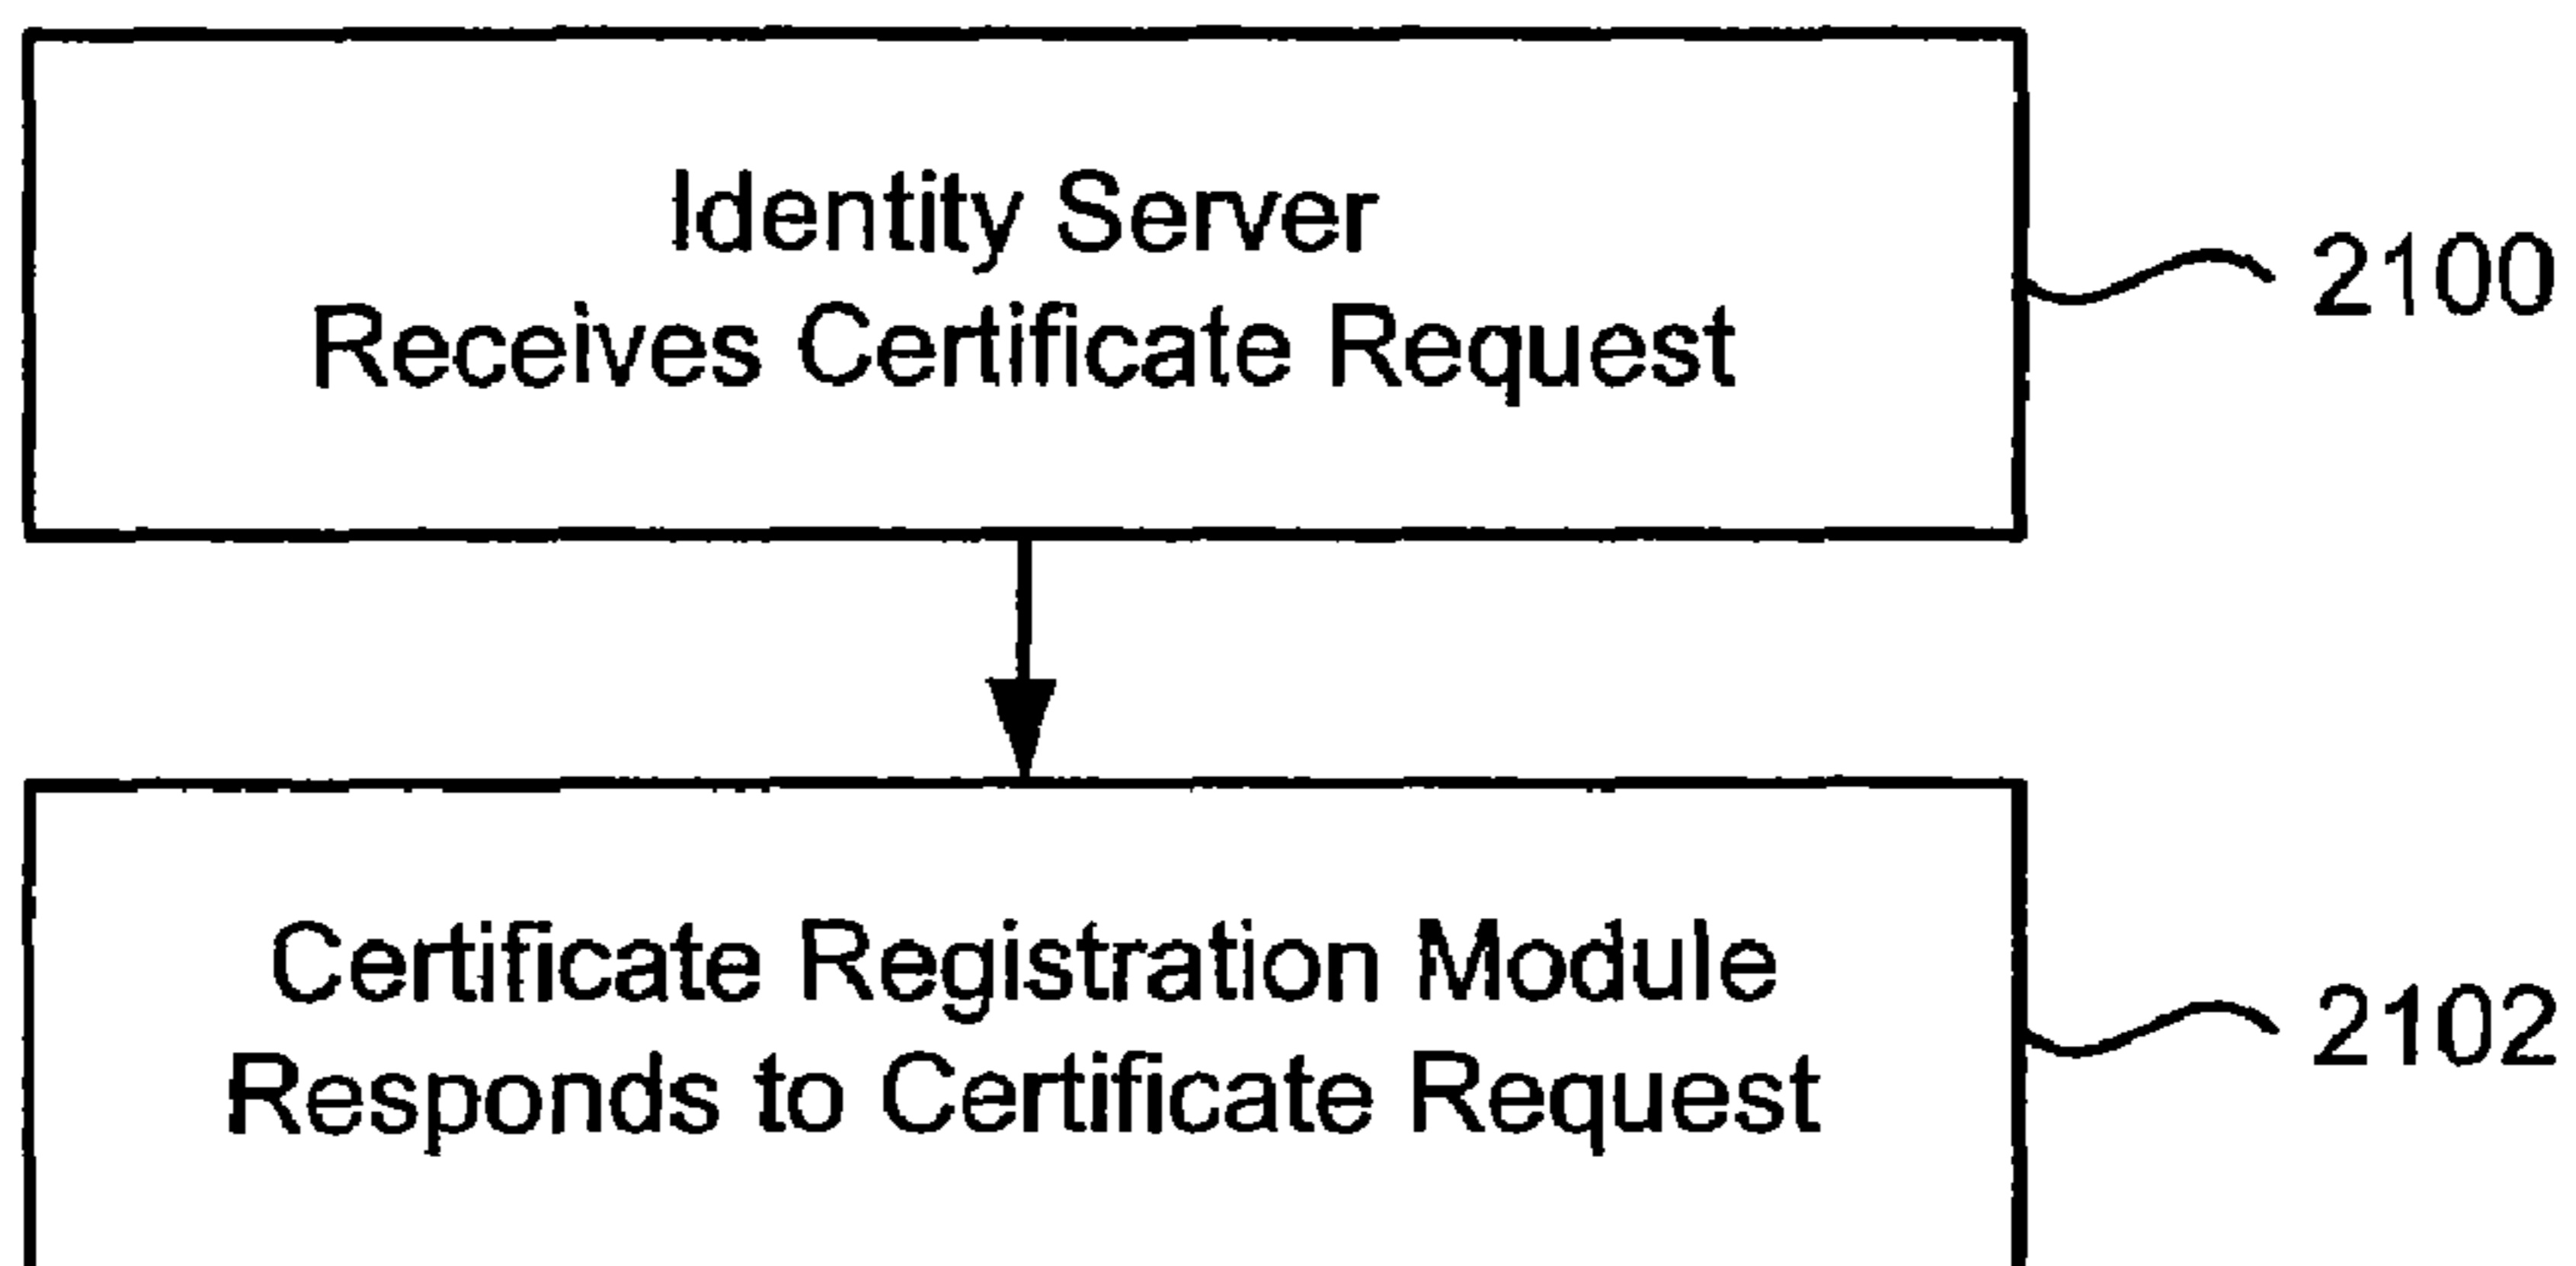 Identity Server
Receives Certificate Request
2100
Certificate Registration Module
Responds to Certificate Request
2102